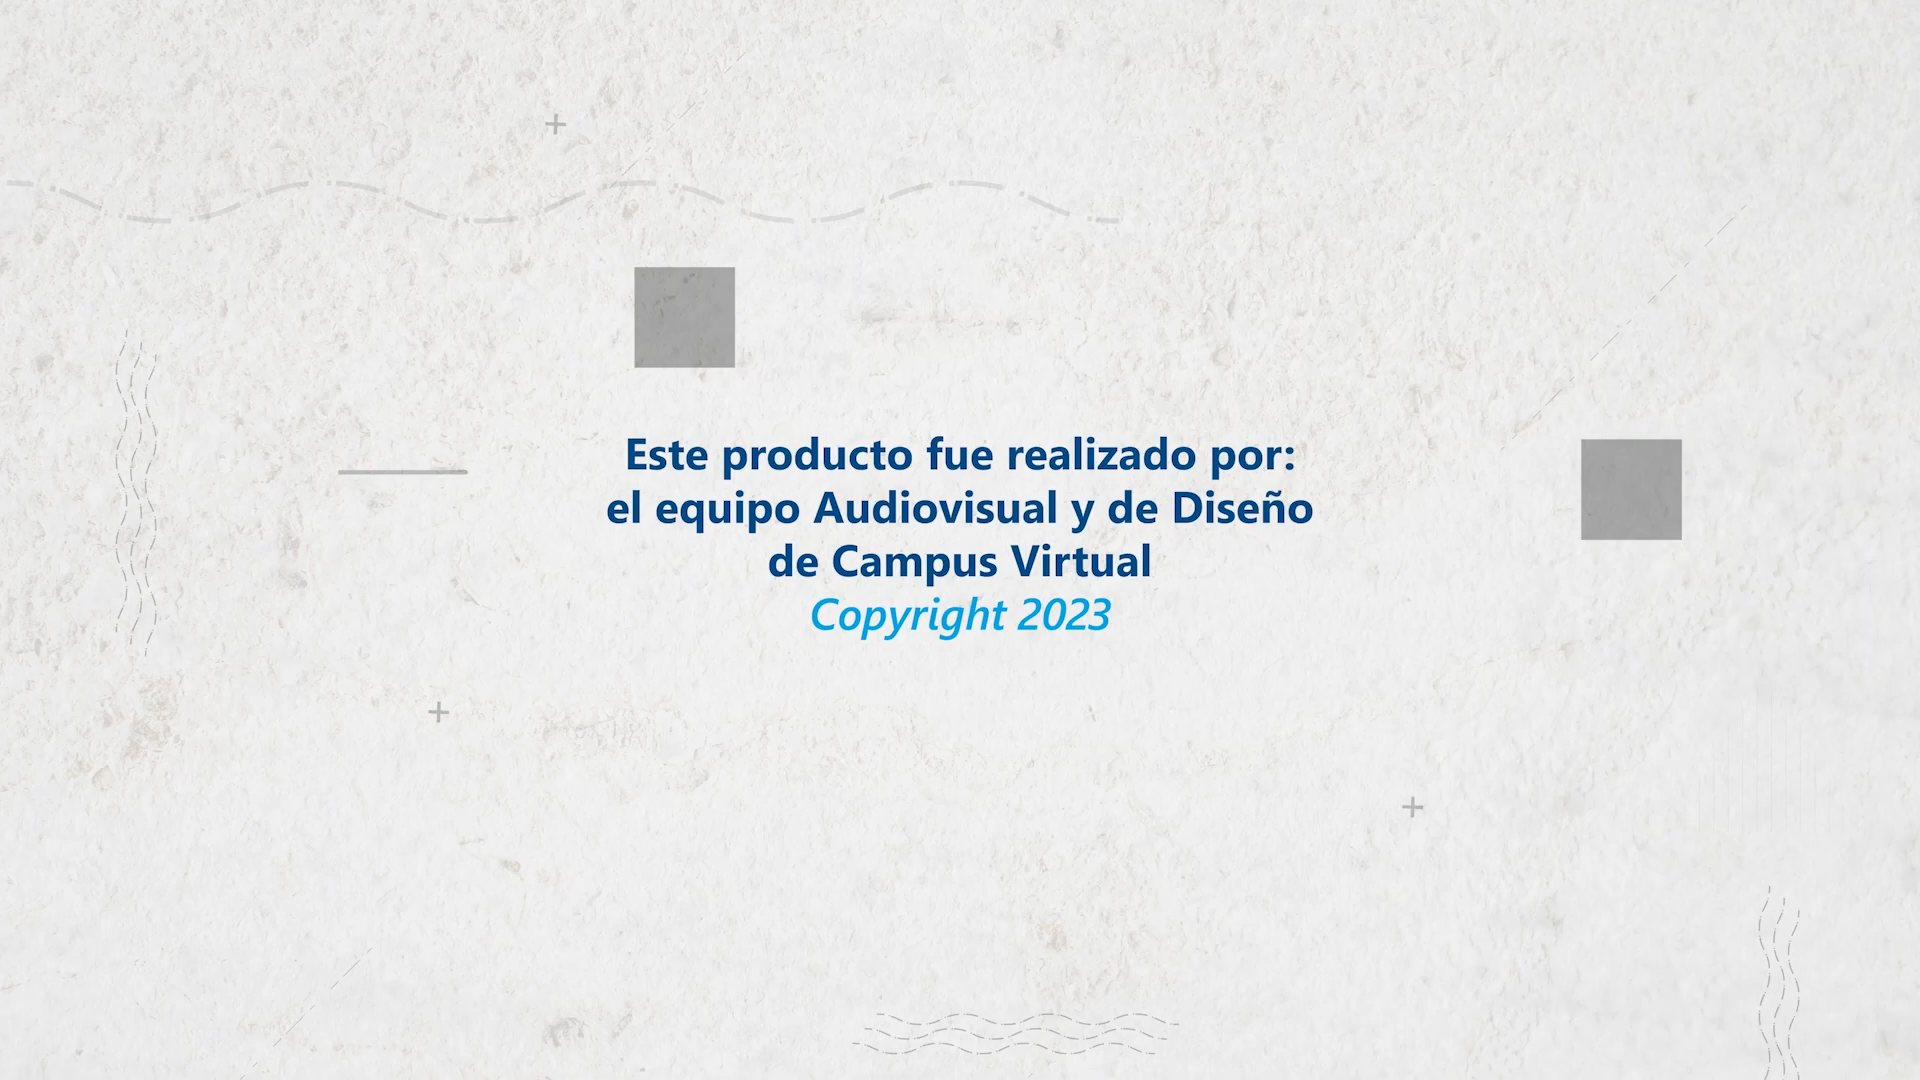 Este producto fue realizado por:
el equipo Audiovisual y de Diseño
de Campus Virtual
Copyright 2023